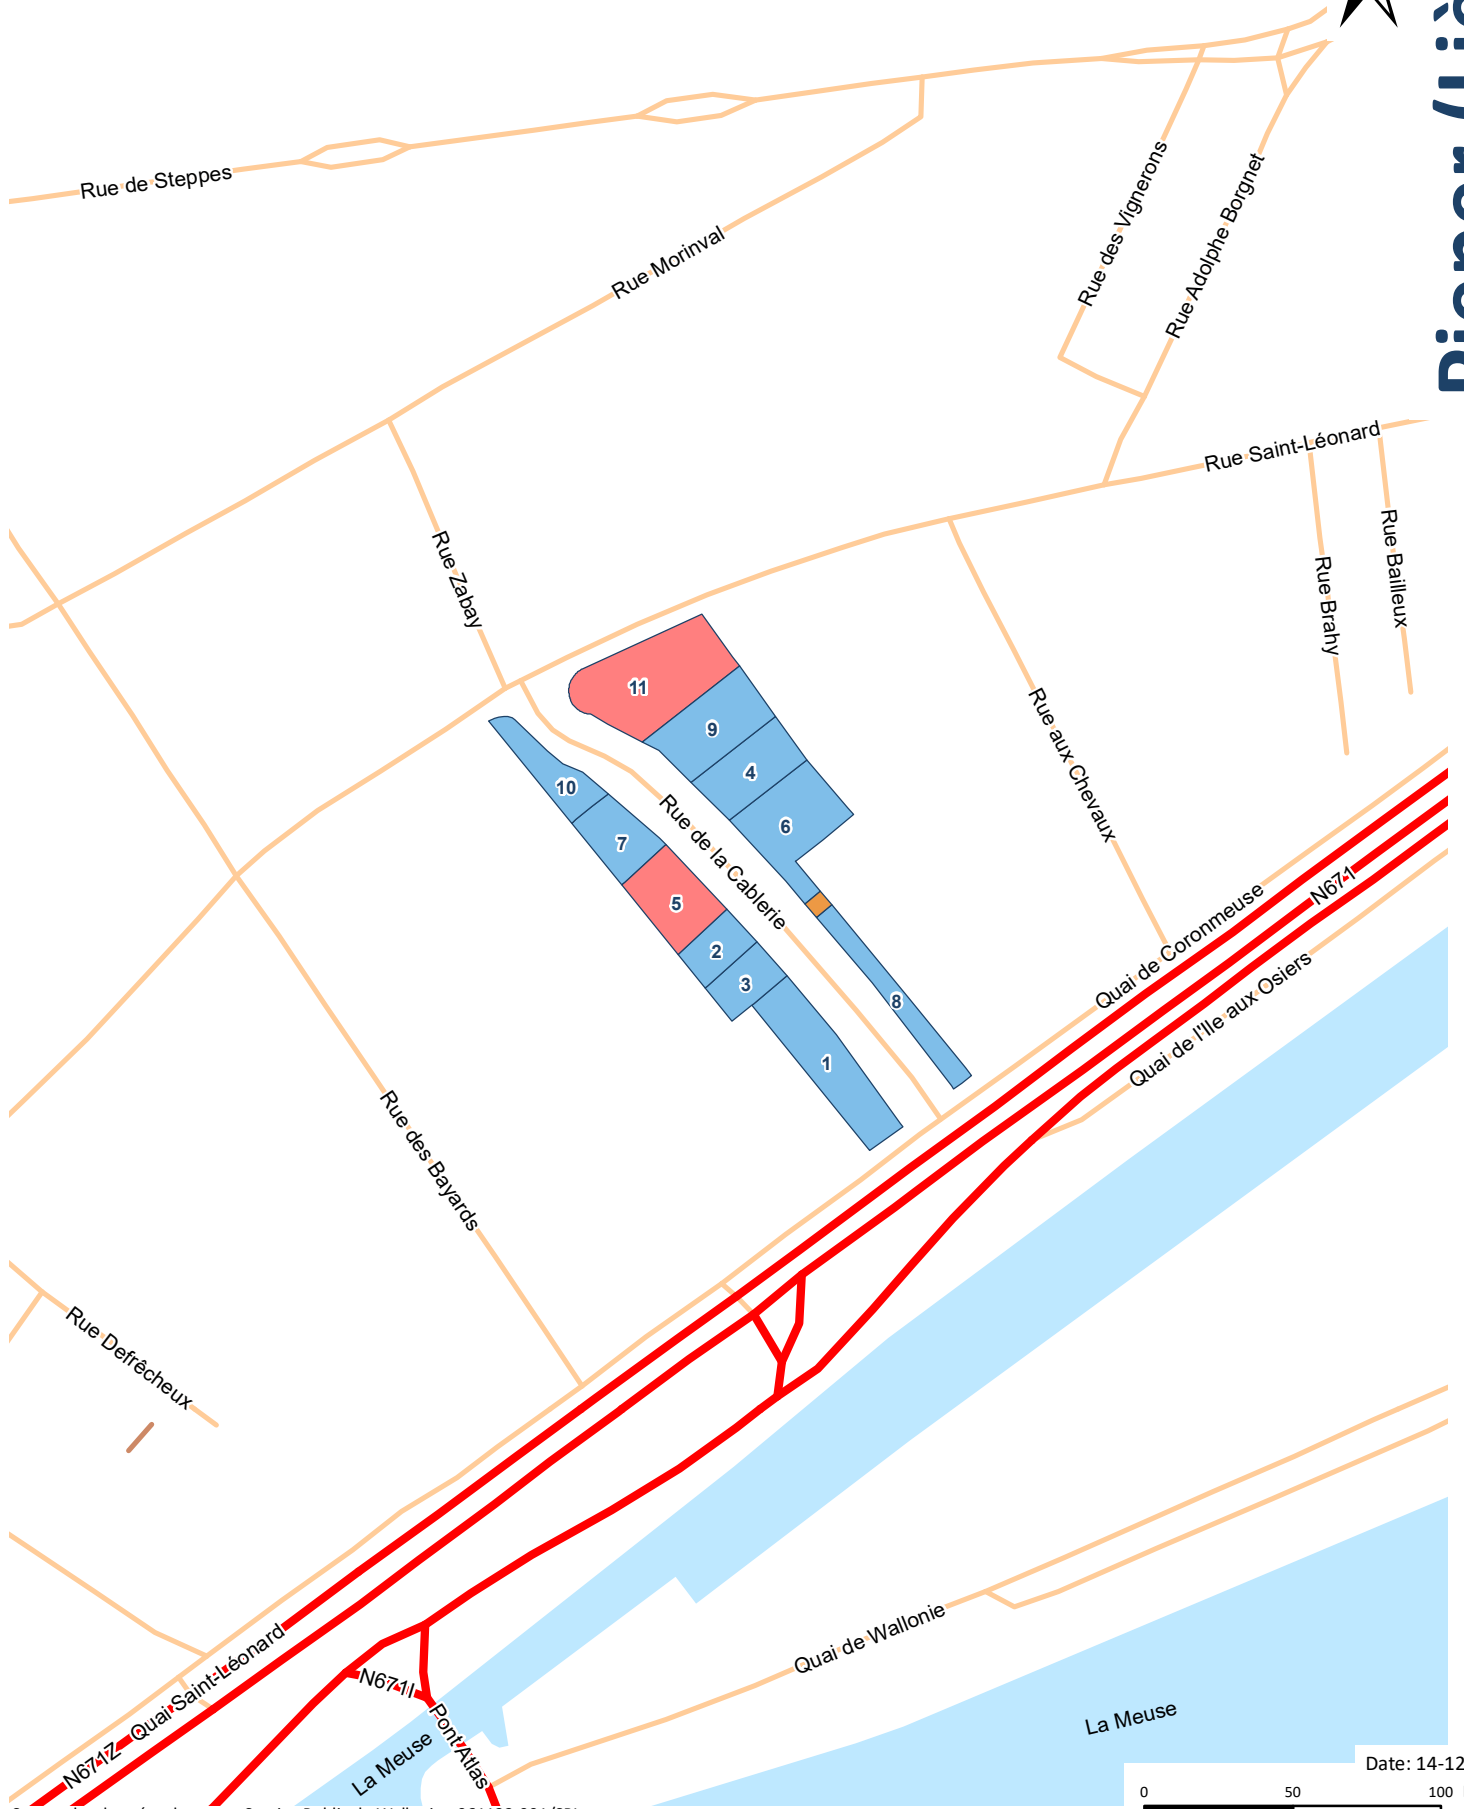 Rue de Steppes
Rue Morinval
Rue des Vignerons
Rue Adolphe Borgnet
Rue Saint-Léonard
Rue Zabay
Rue Brahy
Rue Bailleux
Rue aux Chevaux
11
9
4
6
10
7
5
2
3
1
8
Rue de la Cablerie
Quai de Coronmeuse
N671
Quai de l'Ile aux Osiers
Rue des Bayards
Rue Defrêcheux
Quai de Wallonie
Quai Saint-Léonard
N671Z
N671I
Pont Atlas
La Meuse
La Meuse
Date: 14-12
0 50 100